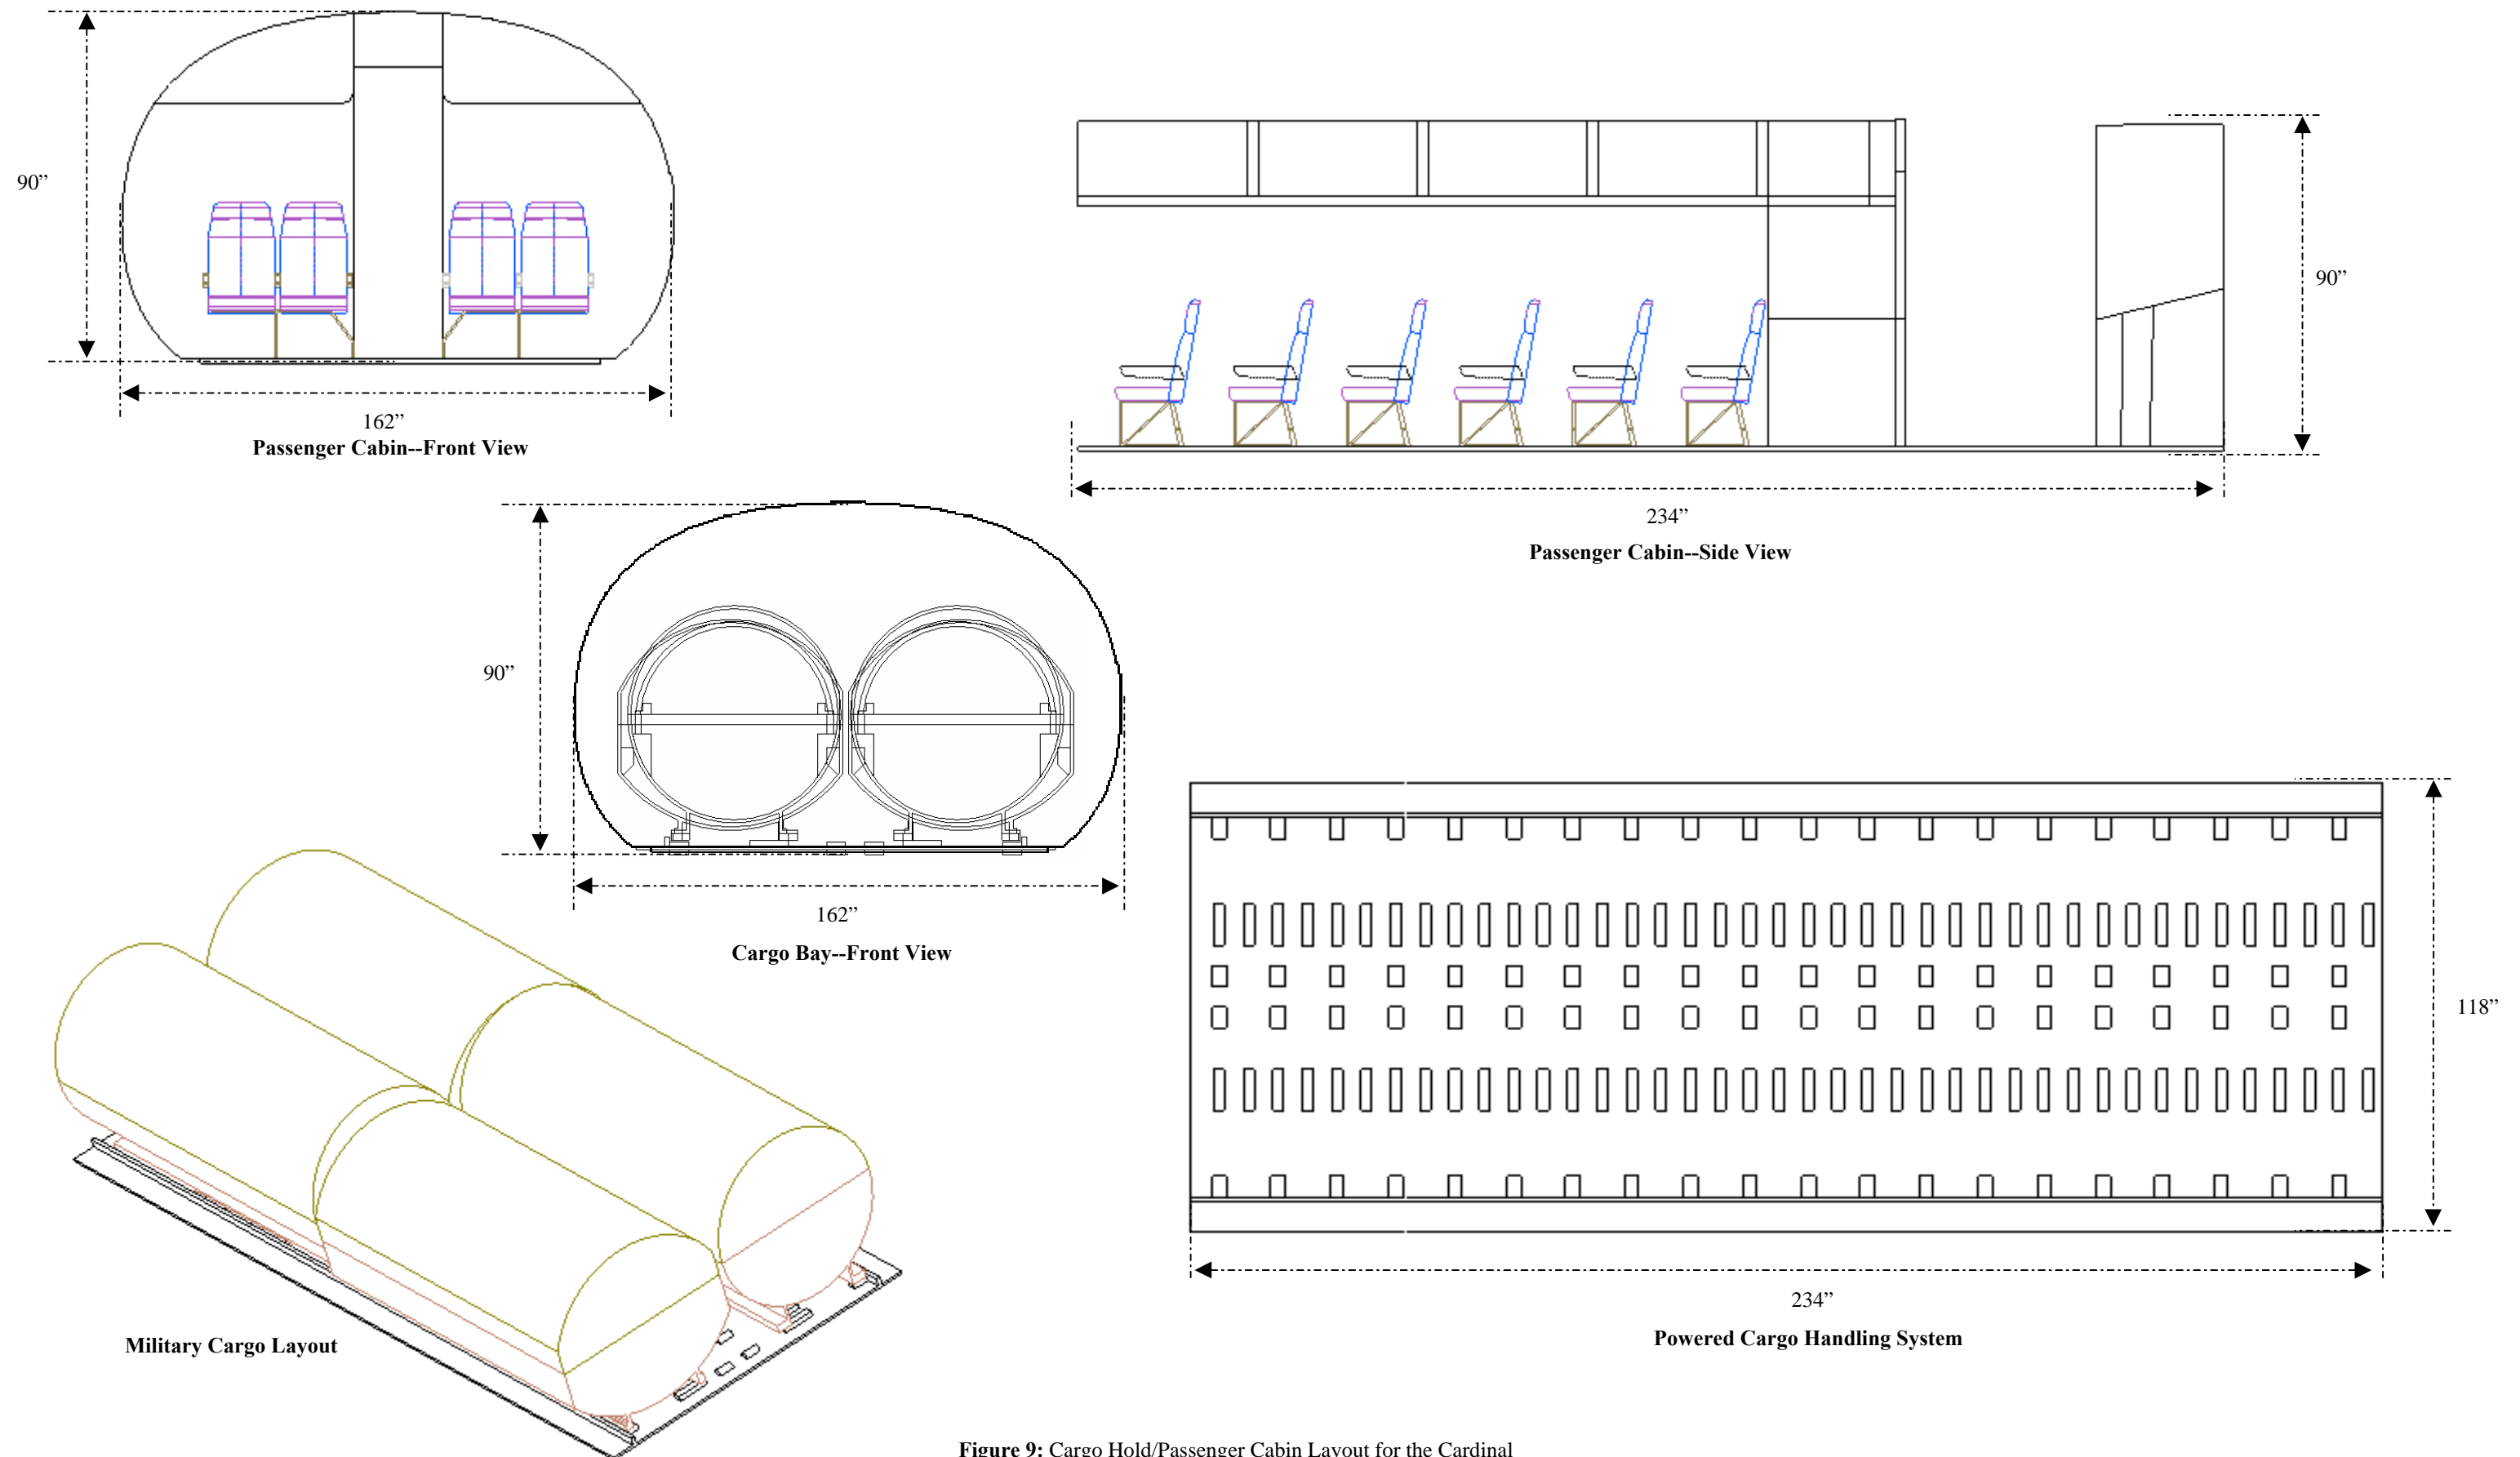 90”
162”
Passenger Cabin--Front View
90”
234”
Passenger Cabin--Side View
90”
162”
Cargo Bay--Front View
118”
234”
Powered Cargo Handling System
Military Cargo Layout
Figure 9: Cargo Hold/Passenger Cabin Layout for the Cardinal